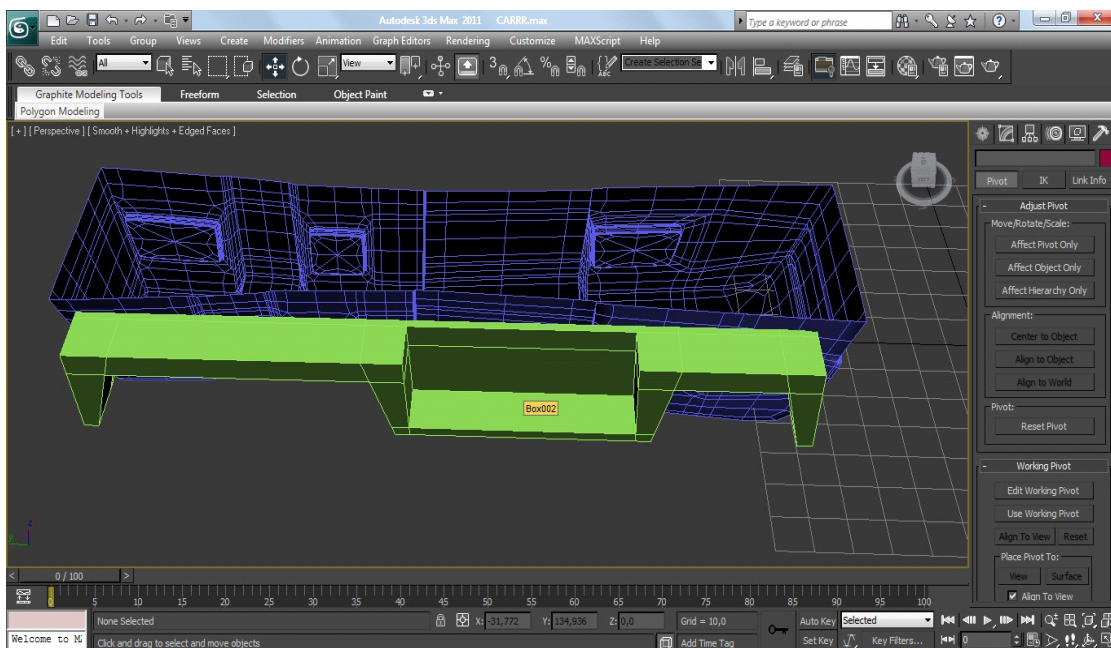 Autodesk 3ds Max 2011 CARRR.max
Type a keyword or phrase
Edit Tools Group Views Create Modifiers Animation Graph Editors Rendering Customize MAXScript Help
All View Create Selection Se
Graphite Modeling Tools Freeform Selection Object Paint
Polygon Modeling
[ + ] [ Perspective ] [ Smooth + Highlights + Edged Faces ]
Pivot IK Link Info
- Adjust Pivot
Move/Rotate/Scale:
Affect Pivot Only
Affect Object Only
Affect Hierarchy Only
Alignment:
Center to Object
Align to Object
Align to World
Pivot:
Reset Pivot
- Working Pivot
Edit Working Pivot
Use Working Pivot
Align To View Reset
Place Pivot To:
View Surface
Align To View
Box002
z
y
< 0 / 100 >
0 5 10 15 20 25 30 35 40 45 50 55 60 65 70 75 80 85 90 95 100
None Selected X: -31,772 Y: 134,936 Z: 0,0 Grid = 10,0 Auto Key Selected
Welcome to M Click and drag to select and move objects Add Time Tag Set Key Key Filters... 0